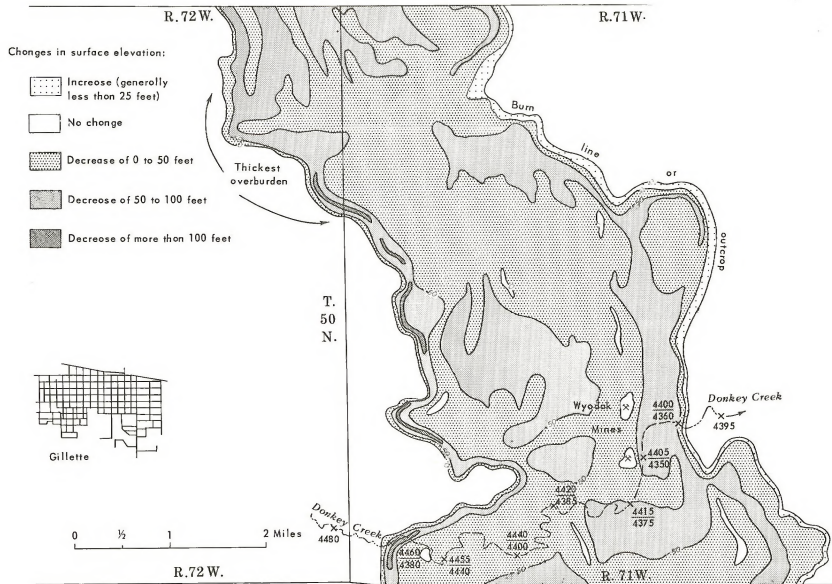 R. 72 W.
R. 71 W.
Changes in surface elevation:
Increase (generally
less than 25 feet)
No change
Decrease of 0 to 50 feet
Decrease of 50 to 100 feet
Decrease of more than 100 feet
Thickest
overburden
Burn
line
or
outcrop
T.
50
N.
Gillette
Wyodak
Mines
4400
4360
Donkey Creek
4395
4405
4350
4420
4385
4415
4375
Donkey Creek
4480
4440
4400
4460
4380
4455
4440
0 ½ 1 2 Miles
R. 72 W.
R. 71 W.